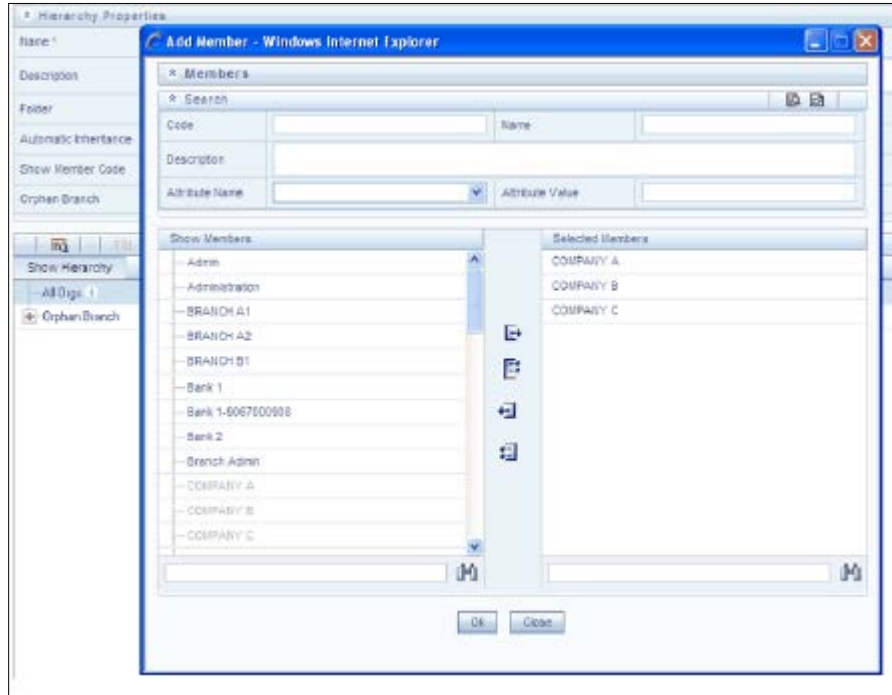 Hierarchy Properties
Name *
Description
Folder
Automatic Inheritance
Show Member Code
Orphan Branch
Show Hierarchy
All Orgs
Orphan Branch
Add Member - Windows Internet Explorer
Members
Search
Code
Name
Description
Attribute Name
Attribute Value
Show Members
Admin
Administration
BRANCH A1
BRANCH A2
BRANCH B1
Bank 1
Bank 1-6067000908
Bank 2
Branch Admin
COMPANY A
COMPANY B
COMPANY C
Selected Members
COMPANY A
COMPANY B
COMPANY C
Ok
Close